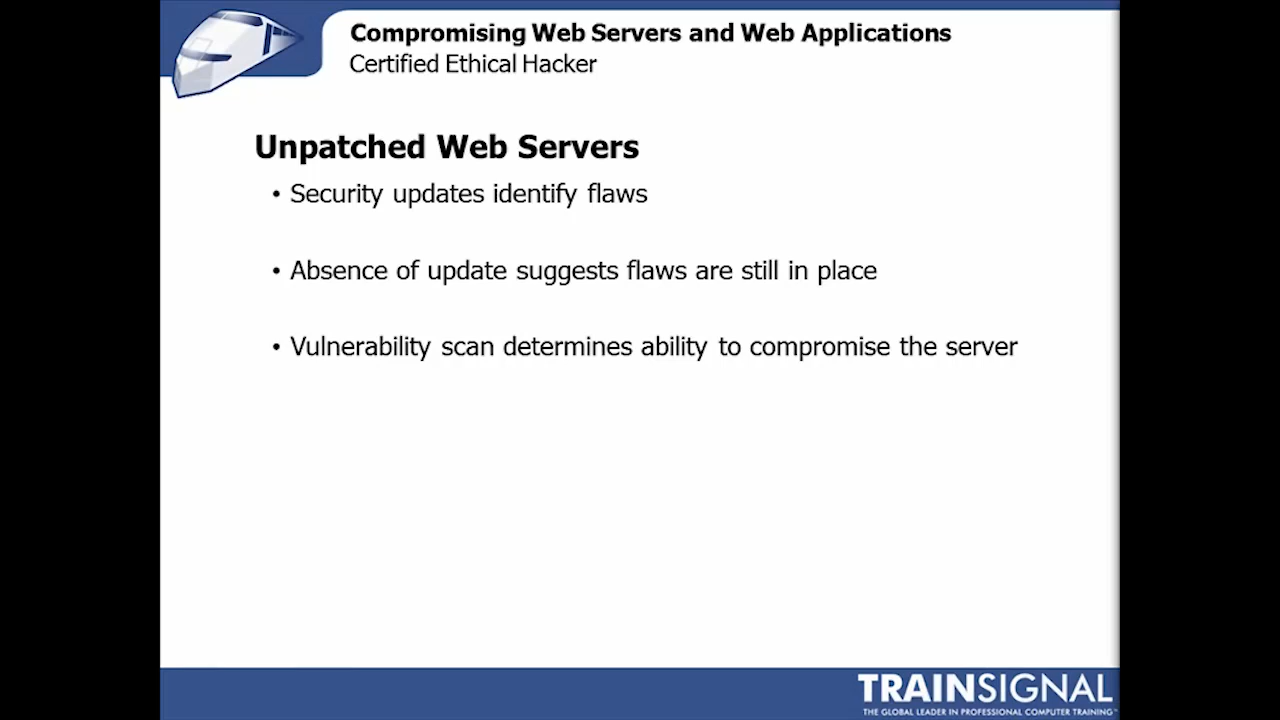 Compromising Web Servers and Web Applications
Certified Ethical Hacker
Unpatched Web Servers
• Security updates identify flaws
• Absence of update suggests flaws are still in place
• Vulnerability scan determines ability to compromise the server
TRAINSIGNAL
THE GLOBAL LEADER IN PROFESSIONAL COMPUTER TRAINING